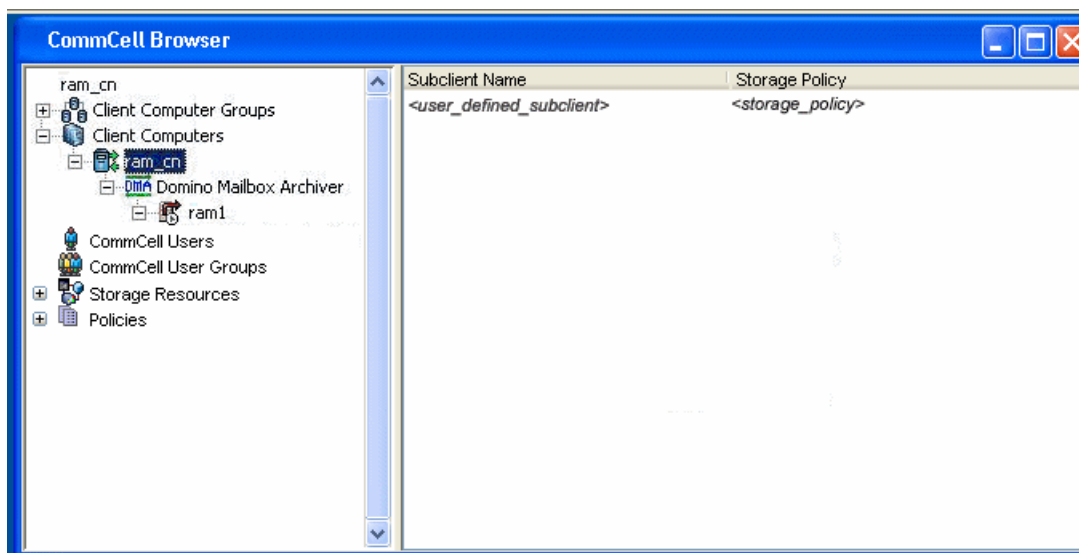 CommCell Browser
ram_cn
Client Computer Groups
Client Computers
ram_cn
DMA Domino Mailbox Archiver
ram1
CommCell Users
CommCell User Groups
Storage Resources
Policies
Subclient Name Storage Policy
<user_defined_subclient> <storage_policy>